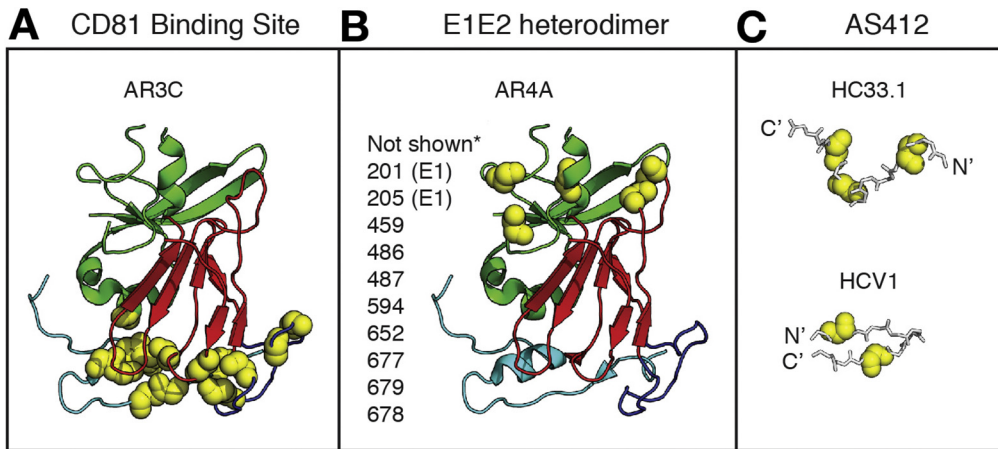 A CD81 Binding Site
B E1E2 heterodimer
C AS412
AR3C
AR4A
Not shown*
201 (E1)
205 (E1)
459
486
487
594
652
677
679
678
HC33.1
C’
N’
HCV1
N’
C’